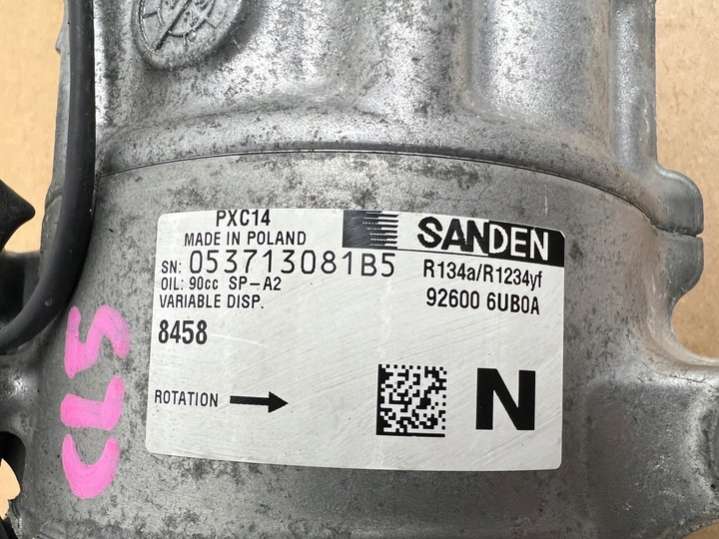 PXC14
MADE IN POLAND
SANDEN
SN: 053713081B5
R134a/R1234yf
OIL: 90cc SP-A2
92600 6UB0A
VARIABLE DISP.
8458
ROTATION
N